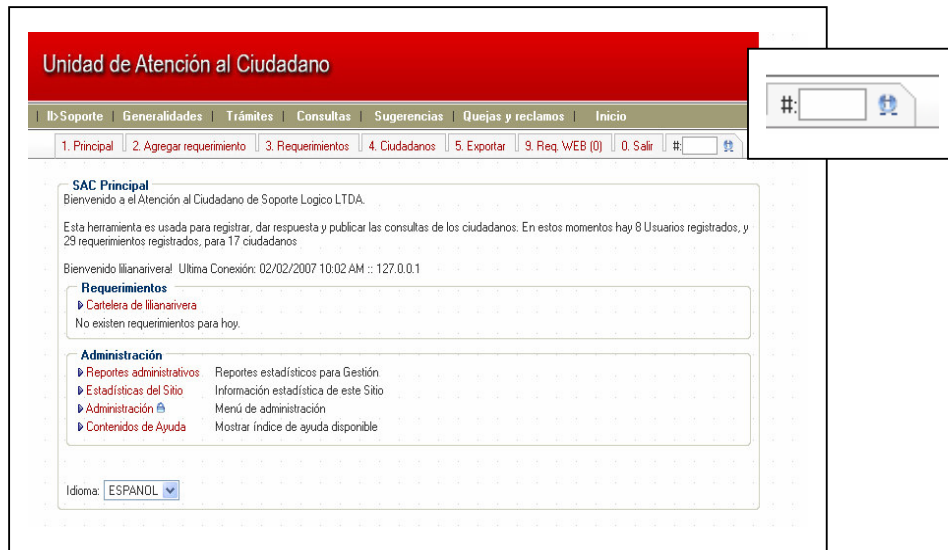 Unidad de Atención al Ciudadano
| II>Soporte | Generalidades | Trámites | Consultas | Sugerencias | Quejas y reclamos | Inicio
1. Principal 2. Agregar requerimiento 3. Requerimientos 4. Ciudadanos 5. Exportar 9. Req. WEB (0) 0. Salir #:
#:
SAC Principal
Bienvenido a el Atención al Ciudadano de Soporte Logico LTDA.
Esta herramienta es usada para registrar, dar respuesta y publicar las consultas de los ciudadanos. En estos momentos hay 8 Usuarios registrados, y
29 requerimientos registrados, para 17 ciudadanos
Bienvenido lilianarivera! Ultima Conexión: 02/02/2007 10:02 AM :: 127.0.0.1
Requerimientos
Cartelera de lilianarivera
No existen requerimientos para hoy.
Administración
Reportes administrativos Reportes estadísticos para Gestión
Estadísticas del Sitio Información estadística de este Sitio
Administración Menú de administración
Contenidos de Ayuda Mostrar índice de ayuda disponible
Idioma: ESPANOL